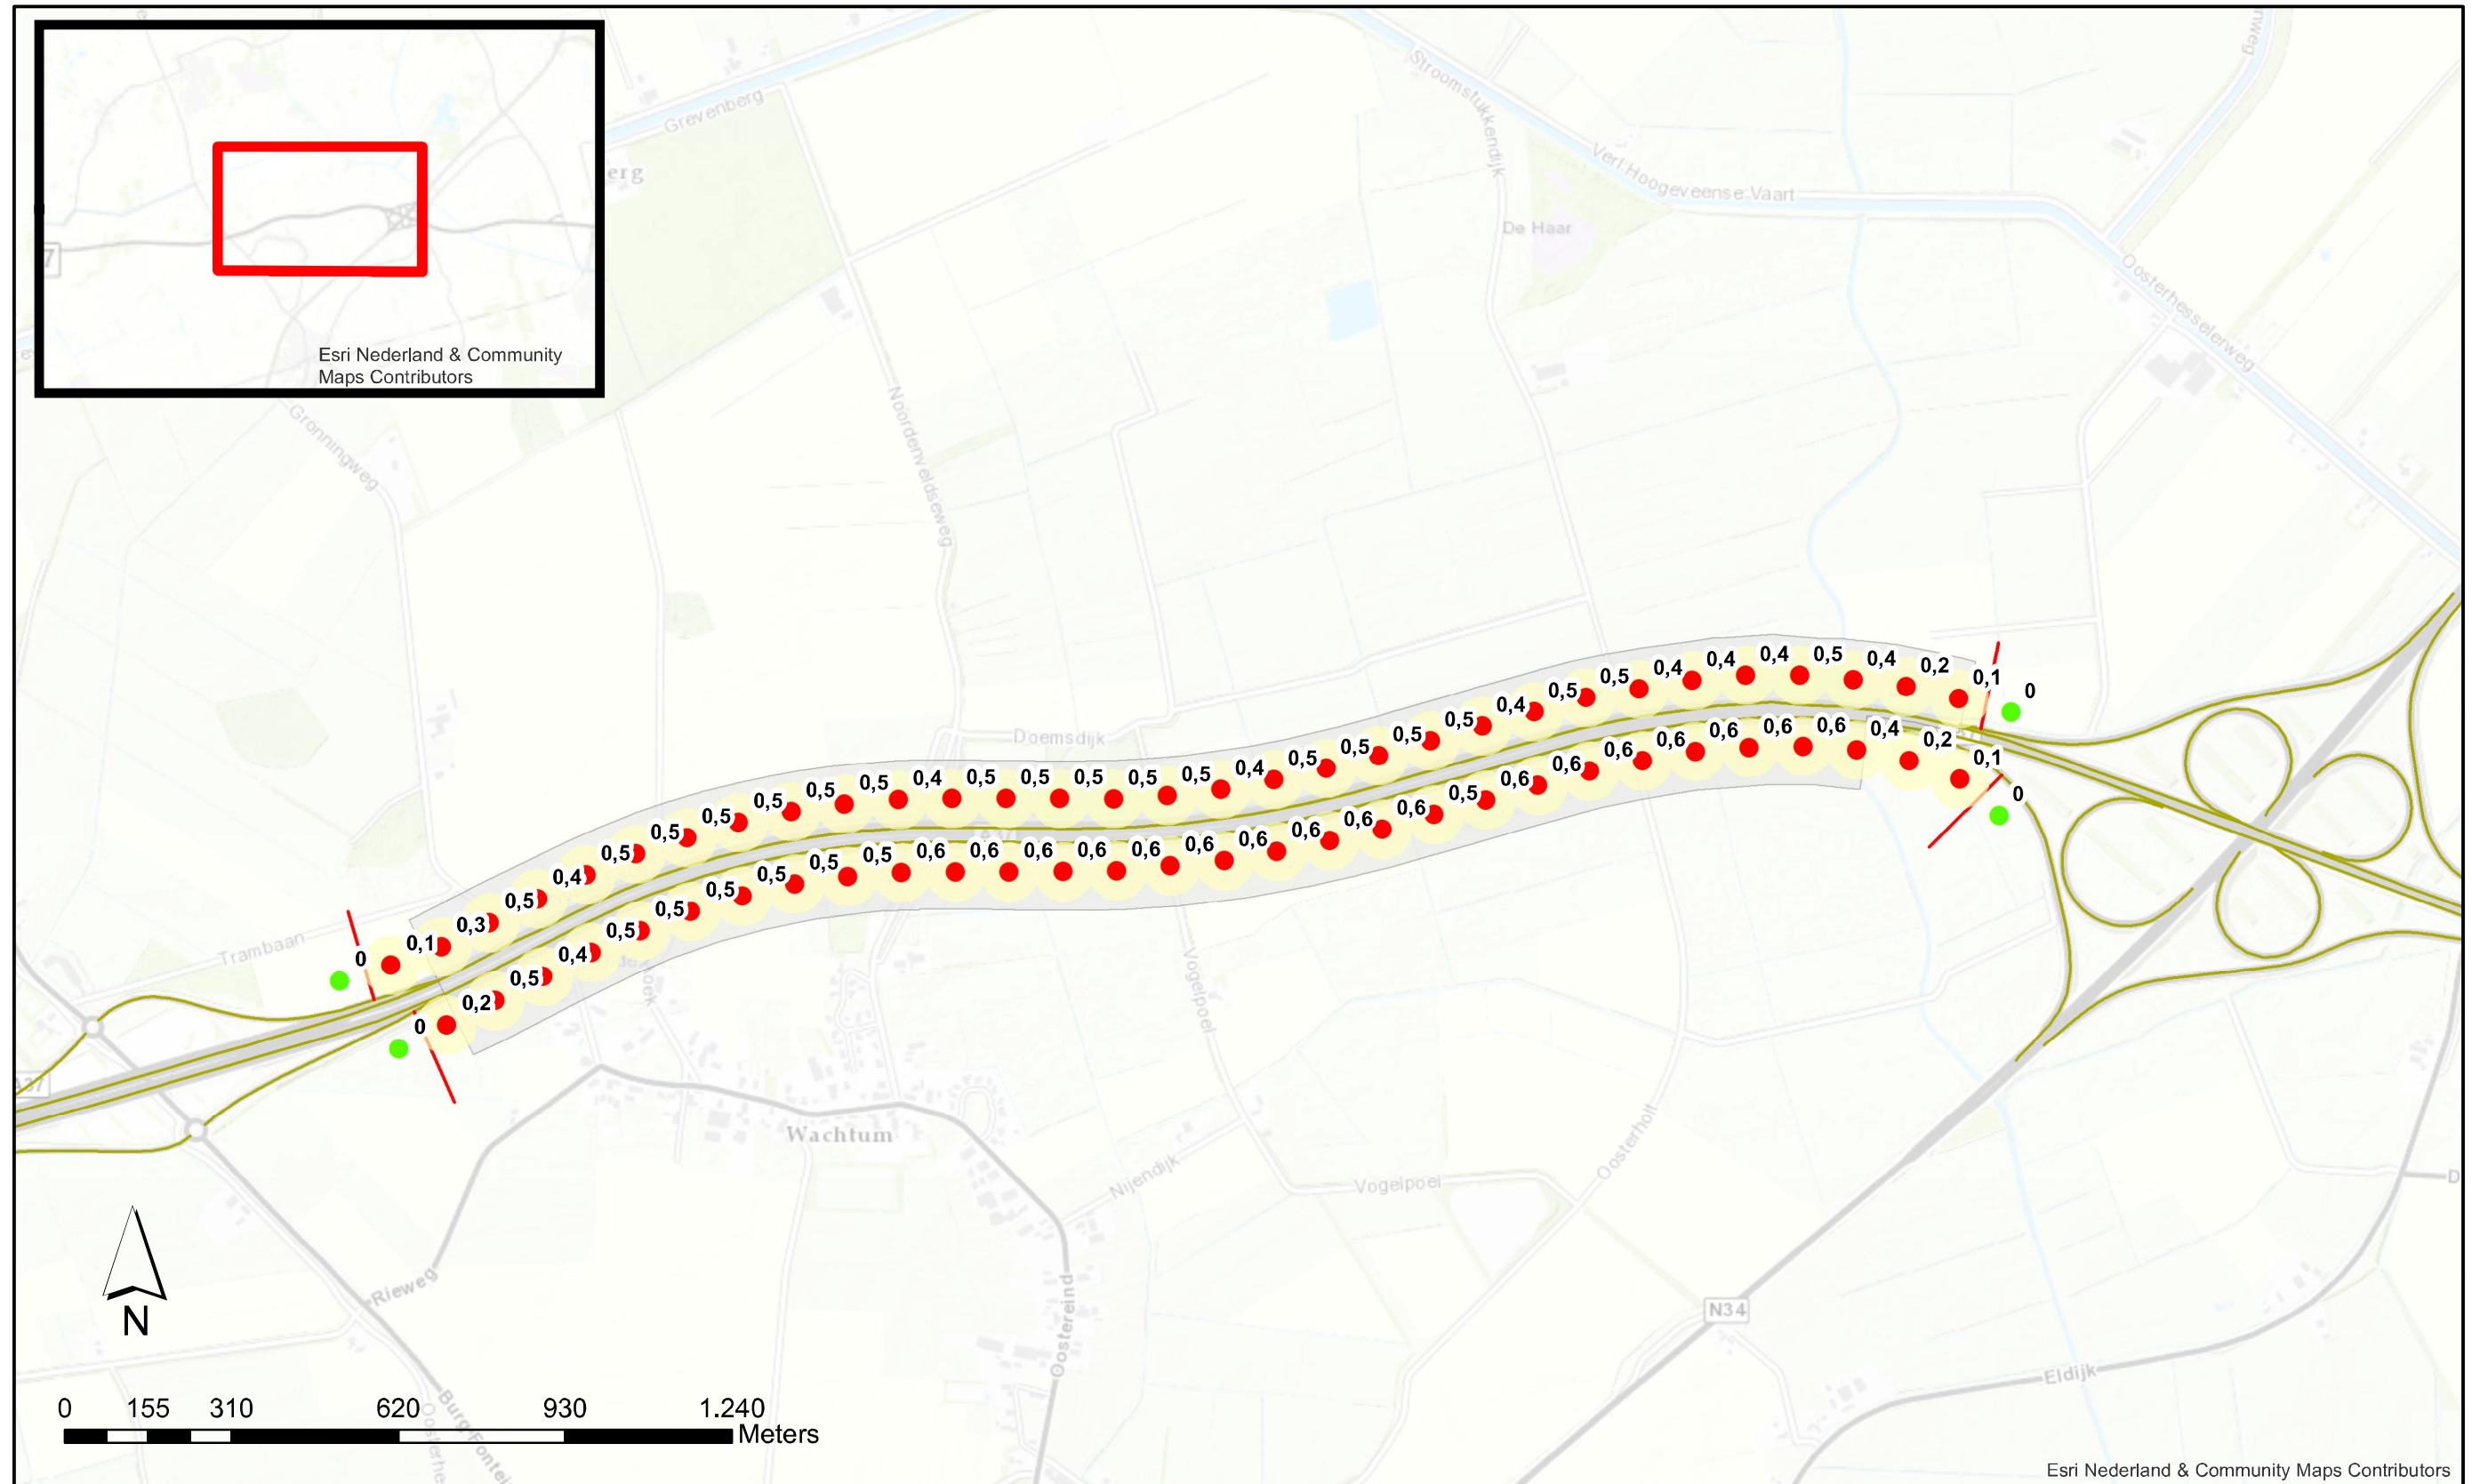 Esri Nederland & Community
Maps Contributors
Grevenberg
erg
Stroomstukkendijk
Verl Hoogeveense Vaart
De Haar
Oosterhesselerweg
Gronningweg
Noordenveldseweg
Doemsdijk
Trambaan
0,4 0,4 0,5 0,4 0,2 0,1 0
0,5 0,5 0,4
0,5 0,5 0,4
0,5 0,4 0,5 0,5 0,5
0,5 0,5 0,5 0,5 0,4 0,5 0,5 0,5 0,5
0,5 0,5
0,5 0,4 0,5
0 0,1 0,3
0,6 0,6 0,6 0,4 0,2 0,1 0
0,6 0,6 0,6
0,6 0,6 0,5
0,6 0,6 0,6 0,6
0,5 0,5 0,6 0,6 0,6 0,6 0,6
0,5 0,5 0,5
0,5 0,4 0,5
0 0,2
Vogelpoel
Wachtum
Nijendijk
Vogelpoel
Oosterholt
Oostereind
Rieweg
N
N34
Eldijk
0 155 310 620 930 1.240
Meters
Esri Nederland & Community Maps Contributors